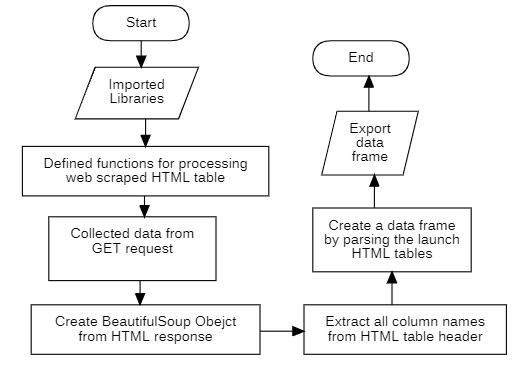 Start
Imported
Libraries
Defined functions for processing
web scraped HTML table
Collected data from
GET request
Create BeautifulSoup Obejct
from HTML response
Extract all column names
from HTML table header
Create a data frame
by parsing the launch
HTML tables
Export
data
frame
End